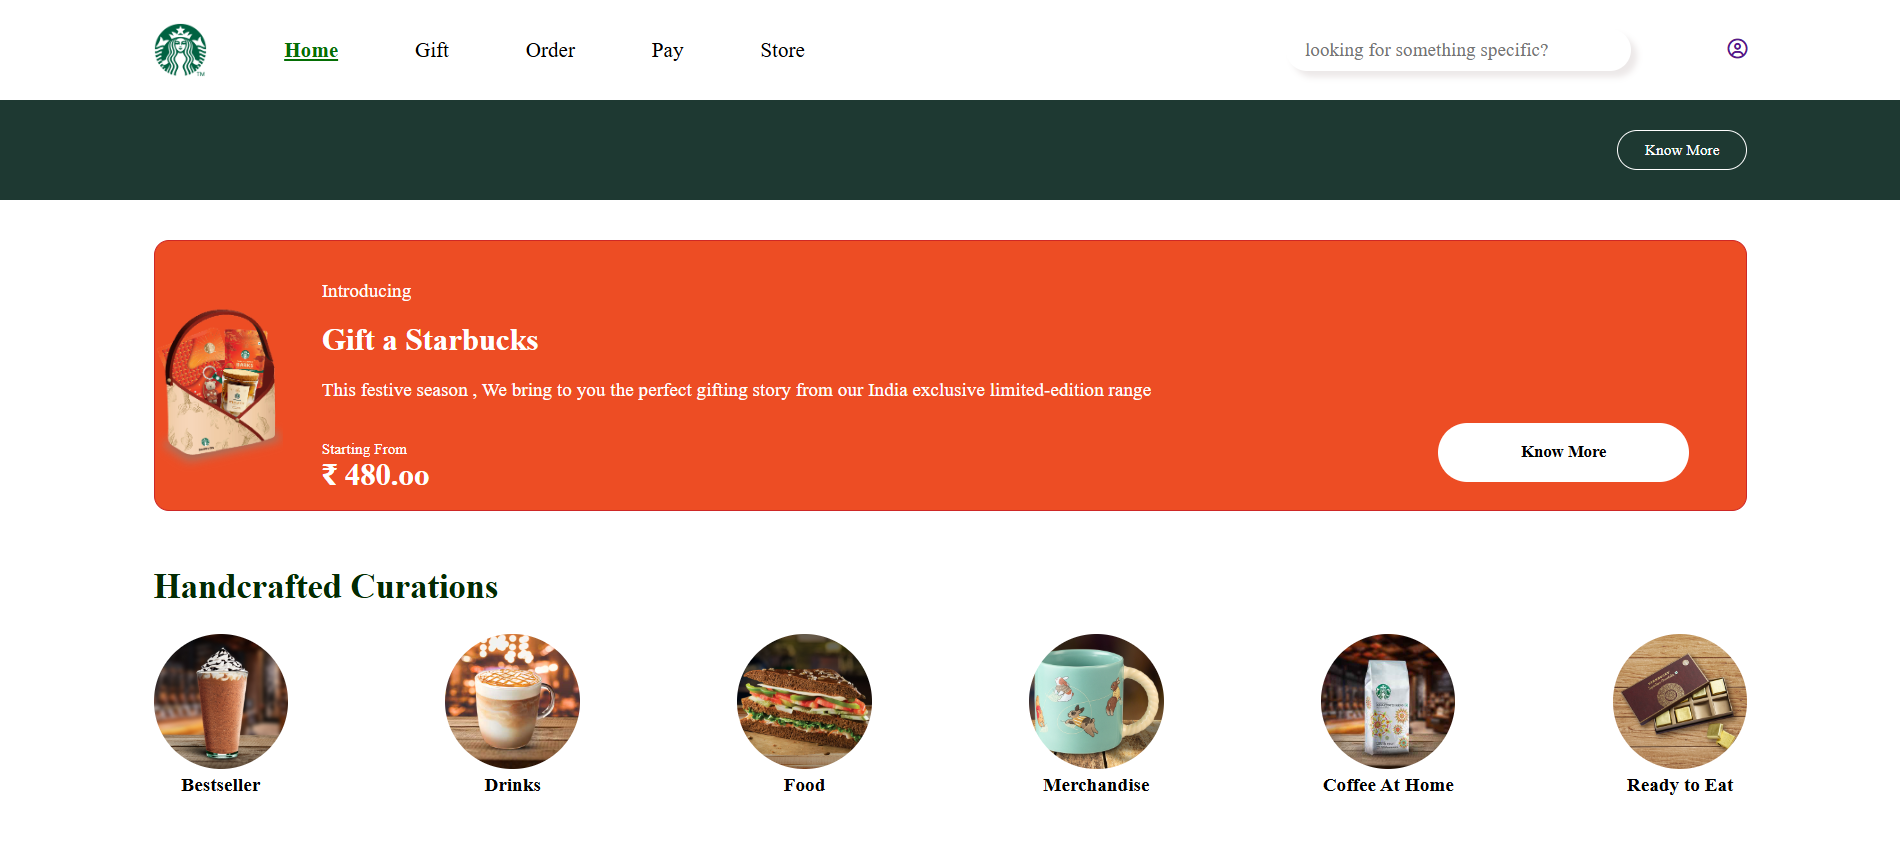 Home Gift Order Pay Store looking for something specific?
TM
Know More
Introducing
Gift a Starbucks
This festive season , We bring to you the perfect gifting story from our India exclusive limited-edition range
Starting From
₹ 480.oo
Know More
Handcrafted Curations
Bestseller Drinks Food Merchandise Coffee At Home Ready to Eat